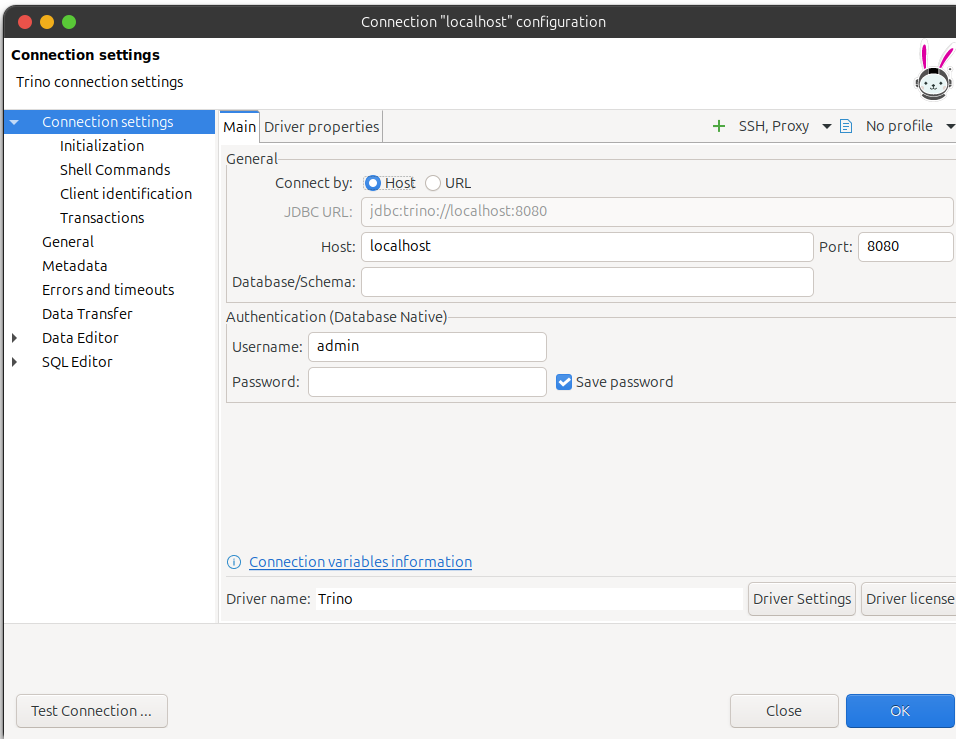 Connection "localhost" configuration
Connection settings
Trino connection settings
Connection settings
Initialization
Shell Commands
Client identification
Transactions
General
Metadata
Errors and timeouts
Data Transfer
Data Editor
SQL Editor
Main Driver properties SSH, Proxy No profile
General
Connect by: Host URL
JDBC URL: jdbc:trino://localhost:8080
Host: localhost Port: 8080
Database/Schema:
Authentication (Database Native)
Username: admin
Password: Save password
Connection variables information
Driver name: Trino Driver Settings Driver license
Test Connection ... Close OK